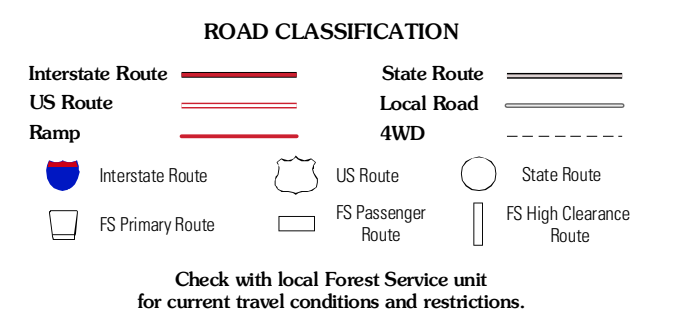 ROAD CLASSIFICATION
Interstate Route
State Route
US Route
Local Road
Ramp
4WD
Interstate Route
US Route
State Route
FS Primary Route
FS Passenger
Route
FS High Clearance
Route
Check with local Forest Service unit
for current travel conditions and restrictions.